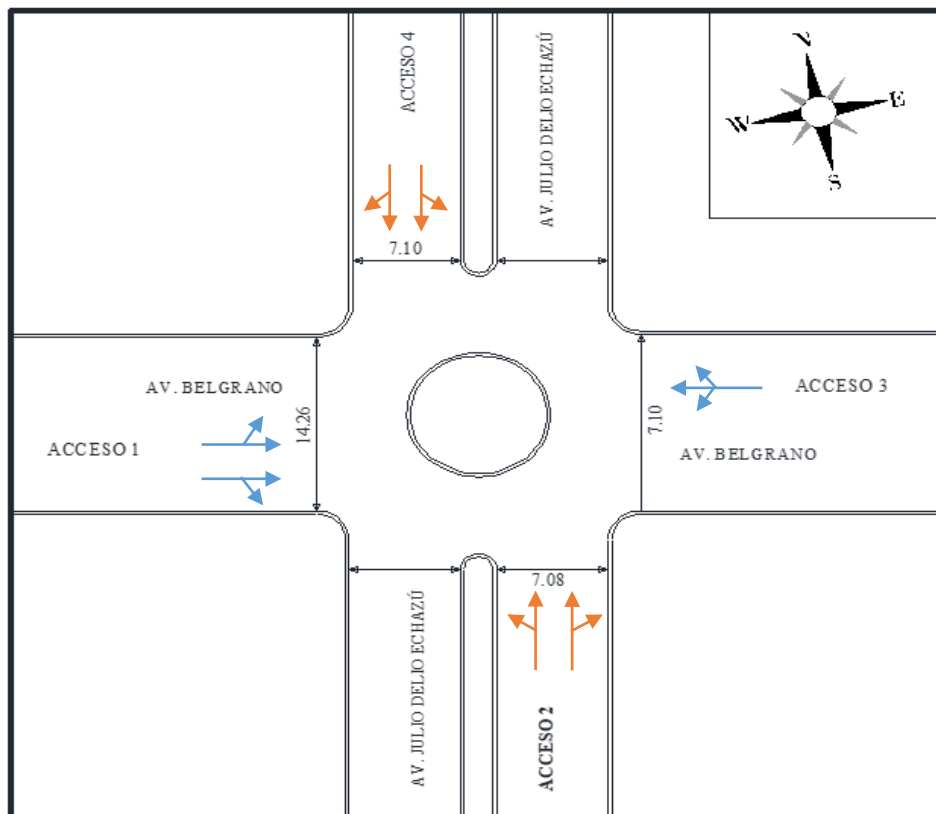 ACCESO 4
AV. JULIO DELIO ECHAZÚ
N
W
E
S
7.10
AV. BELGRANO
14.26
ACCESO 1
ACCESO 3
7.10
AV. BELGRANO
7.08
AV. JULIO DELIO ECHAZÚ
ACCESO 2